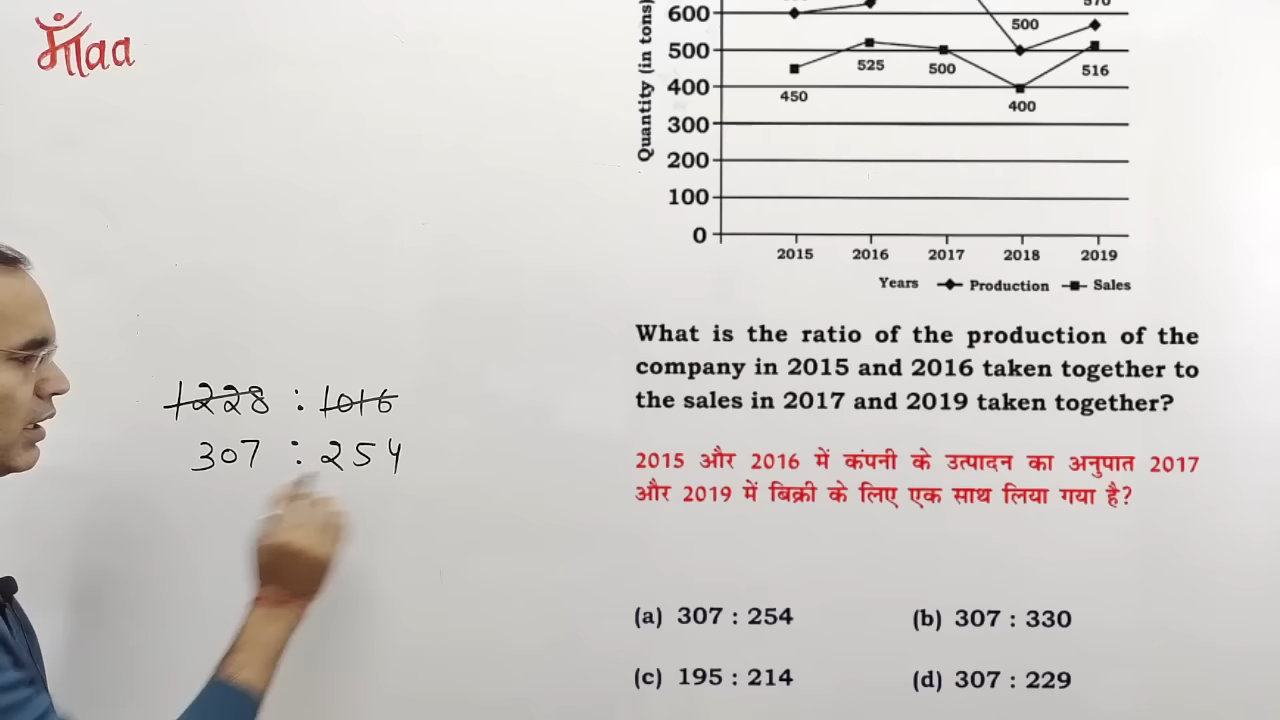 माँaa
Quantity (in tons)
600
500
400
300
200
100
0
500
570
450
525
500
400
516
2015 2016 2017 2018 2019
Years Production Sales
What is the ratio of the production of the
company in 2015 and 2016 taken together to
the sales in 2017 and 2019 taken together?
2015 और 2016 में कंपनी के उत्पादन का अनुपात 2017
और 2019 में बिक्री के लिए एक साथ लिया गया है?
(a) 307 : 254 (b) 307 : 330
(c) 195 : 214 (d) 307 : 229
1228 : 1016
307 : 254